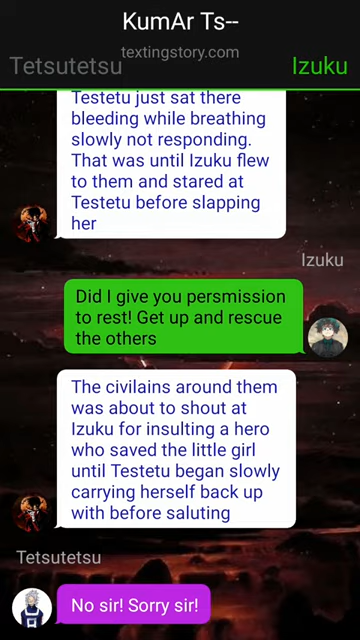 KumAr Ts--
textingstory.com
Tetsutetsu
Izuku
Testetu just sat there
bleeding while breathing
slowly not responding.
That was until Izuku flew
to them and stared at
Testetu before slapping
her
Izuku
Did I give you persmission
to rest! Get up and rescue
the others
The civilains around them
was about to shout at
Izuku for insulting a hero
who saved the little girl
until Testetu began slowly
carrying herself back up
with before saluting
Tetsutetsu
No sir! Sorry sir!